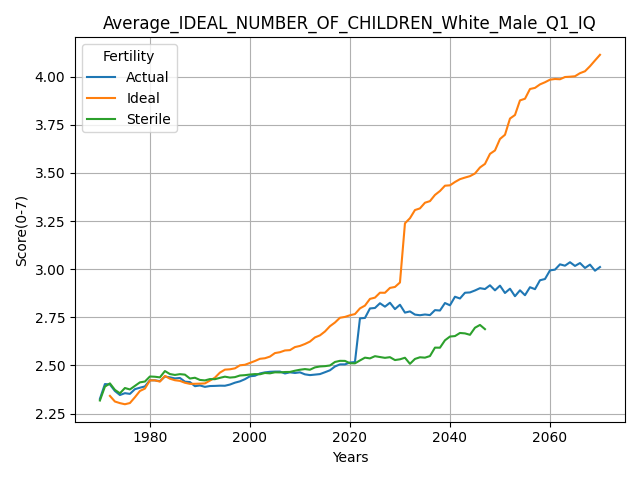 Average_IDEAL_NUMBER_OF_CHILDREN_White_Male_Q1_IQ
Fertility
Actual
Ideal
Sterile
Score(0-7)
4.00
3.75
3.50
3.25
3.00
2.75
2.50
2.25
1980 2000 2020 2040 2060
Years